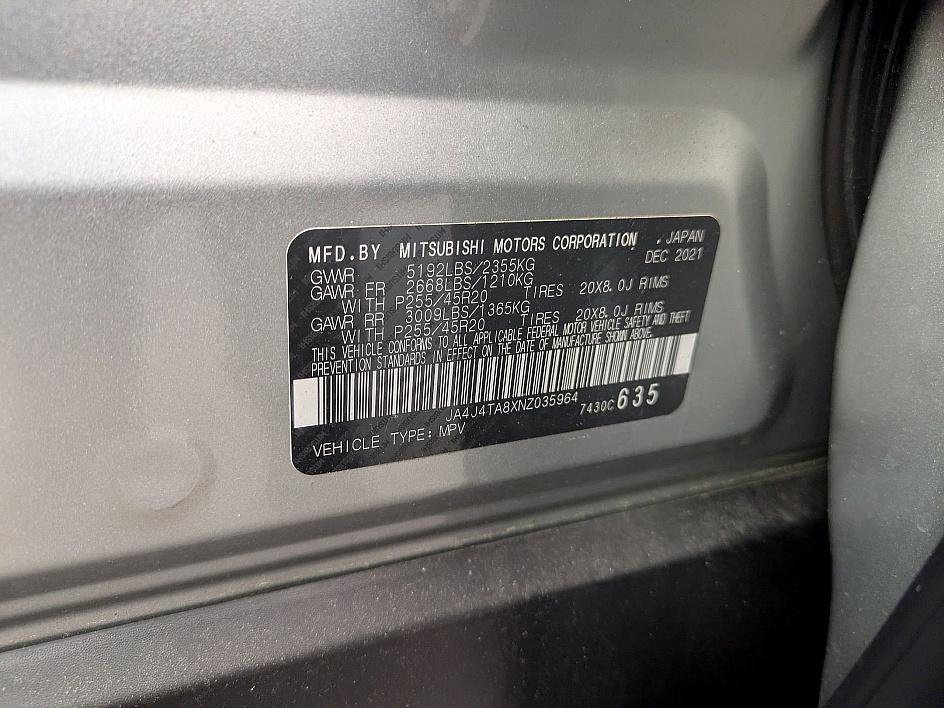 MFD.BY MITSUBISHI MOTORS CORPORATION , JAPAN
GVWR 5192LBS/2355KG DEC 2021
GAWR FR 2668LBS/1210KG
WITH P255/45R20 TIRES 20X8.0J RIMS
GAWR RR 3009LBS/1365KG
WITH P255/45R20 TIRES 20X8.0J RIMS
THIS VEHICLE CONFORMS TO ALL APPLICABLE FEDERAL MOTOR VEHICLE SAFETY AND THEFT
PREVENTION STANDARDS IN EFFECT ON THE DATE OF MANUFACTURE SHOWN ABOVE.
JA4J4TA8XNZ035964 7430C635
VEHICLE TYPE: MPV